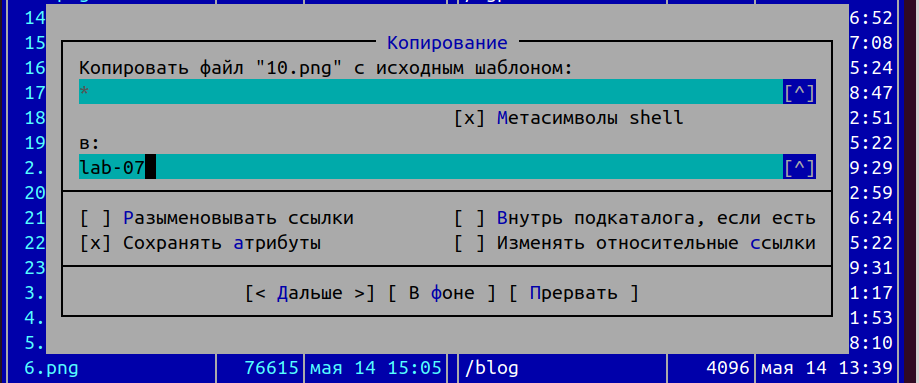 14 6:52
Копирование
15 7:08
16 Копировать файл "10.png" с исходным шаблоном: 5:24
17 * [^] 8:47
18 [x] Метасимволы shell 2:51
19 в: 5:22
2. lab-07 [^] 9:29
20 2:59
21 [ ] Разыменовывать ссылки [ ] Внутрь подкаталога, если есть 6:24
22 [x] Сохранять атрибуты [ ] Изменять относительные ссылки 5:22
23 9:31
3. [< Дальше >] [ В фоне ] [ Прервать ] 1:17
4. 1:53
5. 8:10
6.png 76615 мая 14 15:05 /blog 4096 мая 14 13:39